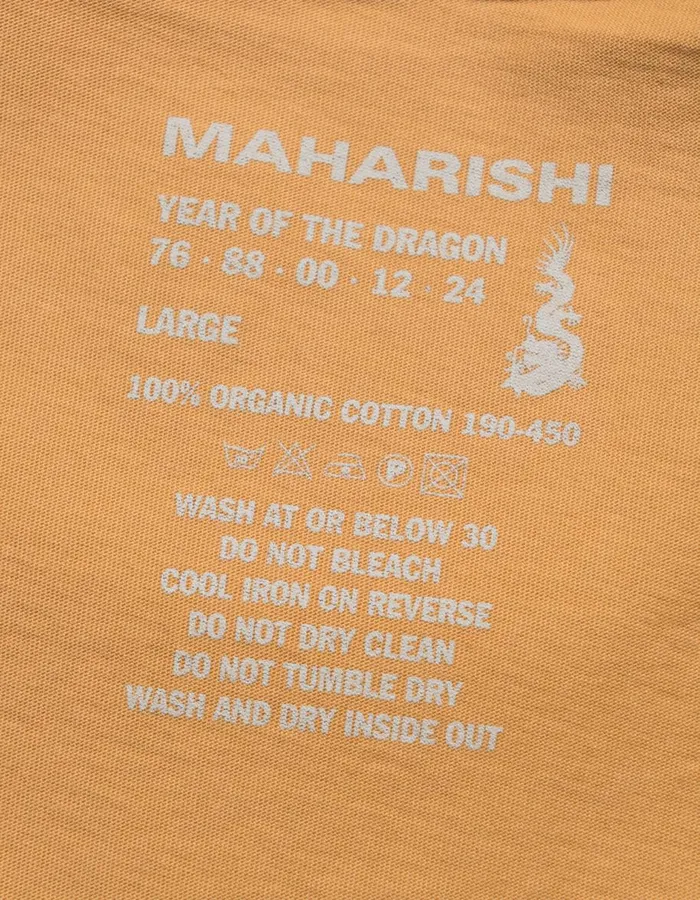 MAHARISHI
YEAR OF THE DRAGON
76 · 88 · 00 · 12 · 24
LARGE
100% ORGANIC COTTON 190-450
P
WASH AT OR BELOW 30
DO NOT BLEACH
COOL IRON ON REVERSE
DO NOT DRY CLEAN
DO NOT TUMBLE DRY
WASH AND DRY INSIDE OUT